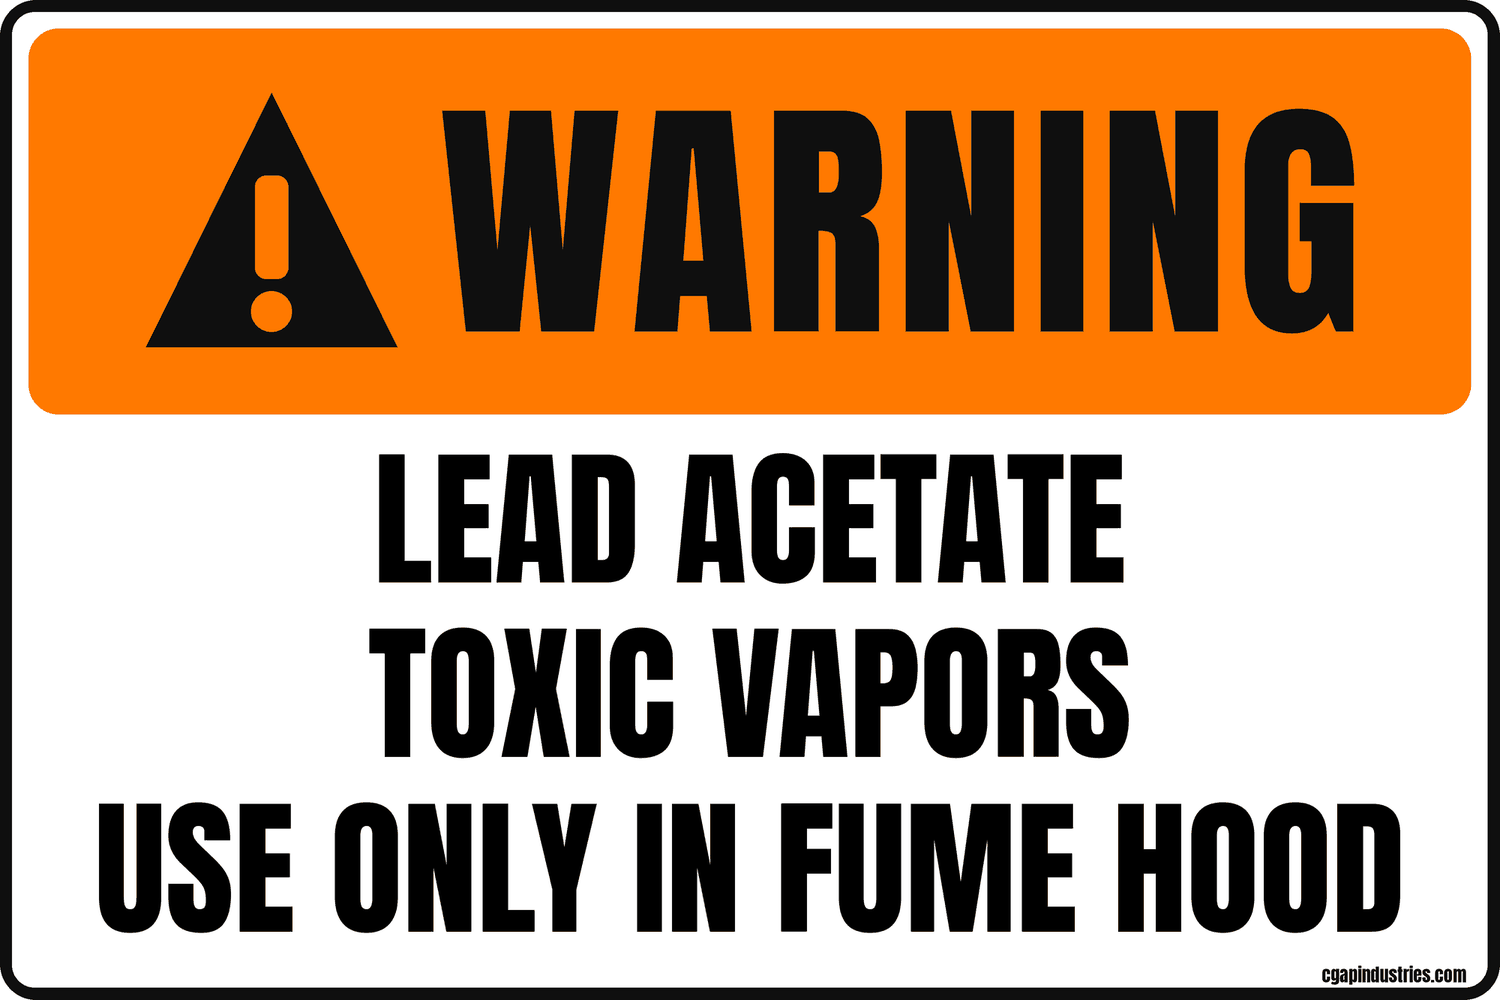 WARNING
LEAD ACETATE
TOXIC VAPORS
USE ONLY IN FUME HOOD
cgapindustries.com